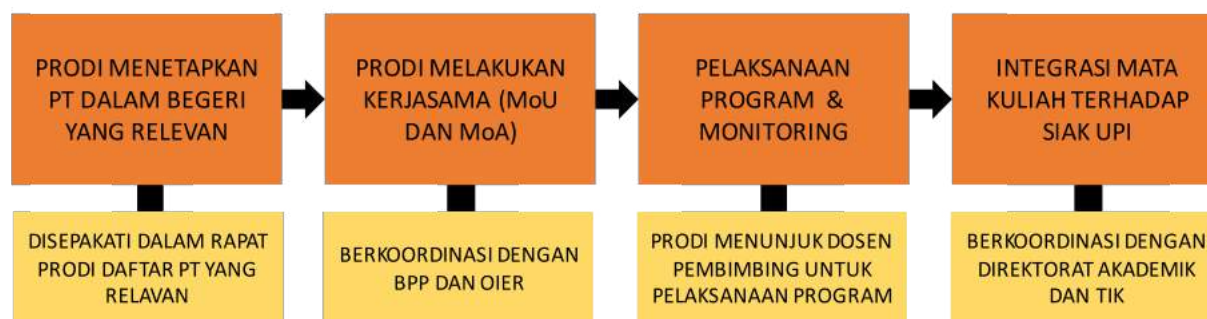 PRODI MENETAPKAN
PT DALAM BEGERI
YANG RELEVAN
PRODI MELAKUKAN
KERJASAMA (MoU
DAN MoA)
PELAKSANAAN
PROGRAM &
MONITORING
INTEGRASI MATA
KULIAH TERHADAP
SIAK UPI
DISEPAKATI DALAM RAPAT
PRODI DAFTAR PT YANG
RELAVAN
BERKOORDINASI DENGAN
BPP DAN OIER
PRODI MENUNJUK DOSEN
PEMBIMBING UNTUK
PELAKSANAAN PROGRAM
BERKOORDINASI DENGAN
DIREKTORAT AKADEMIK
DAN TIK